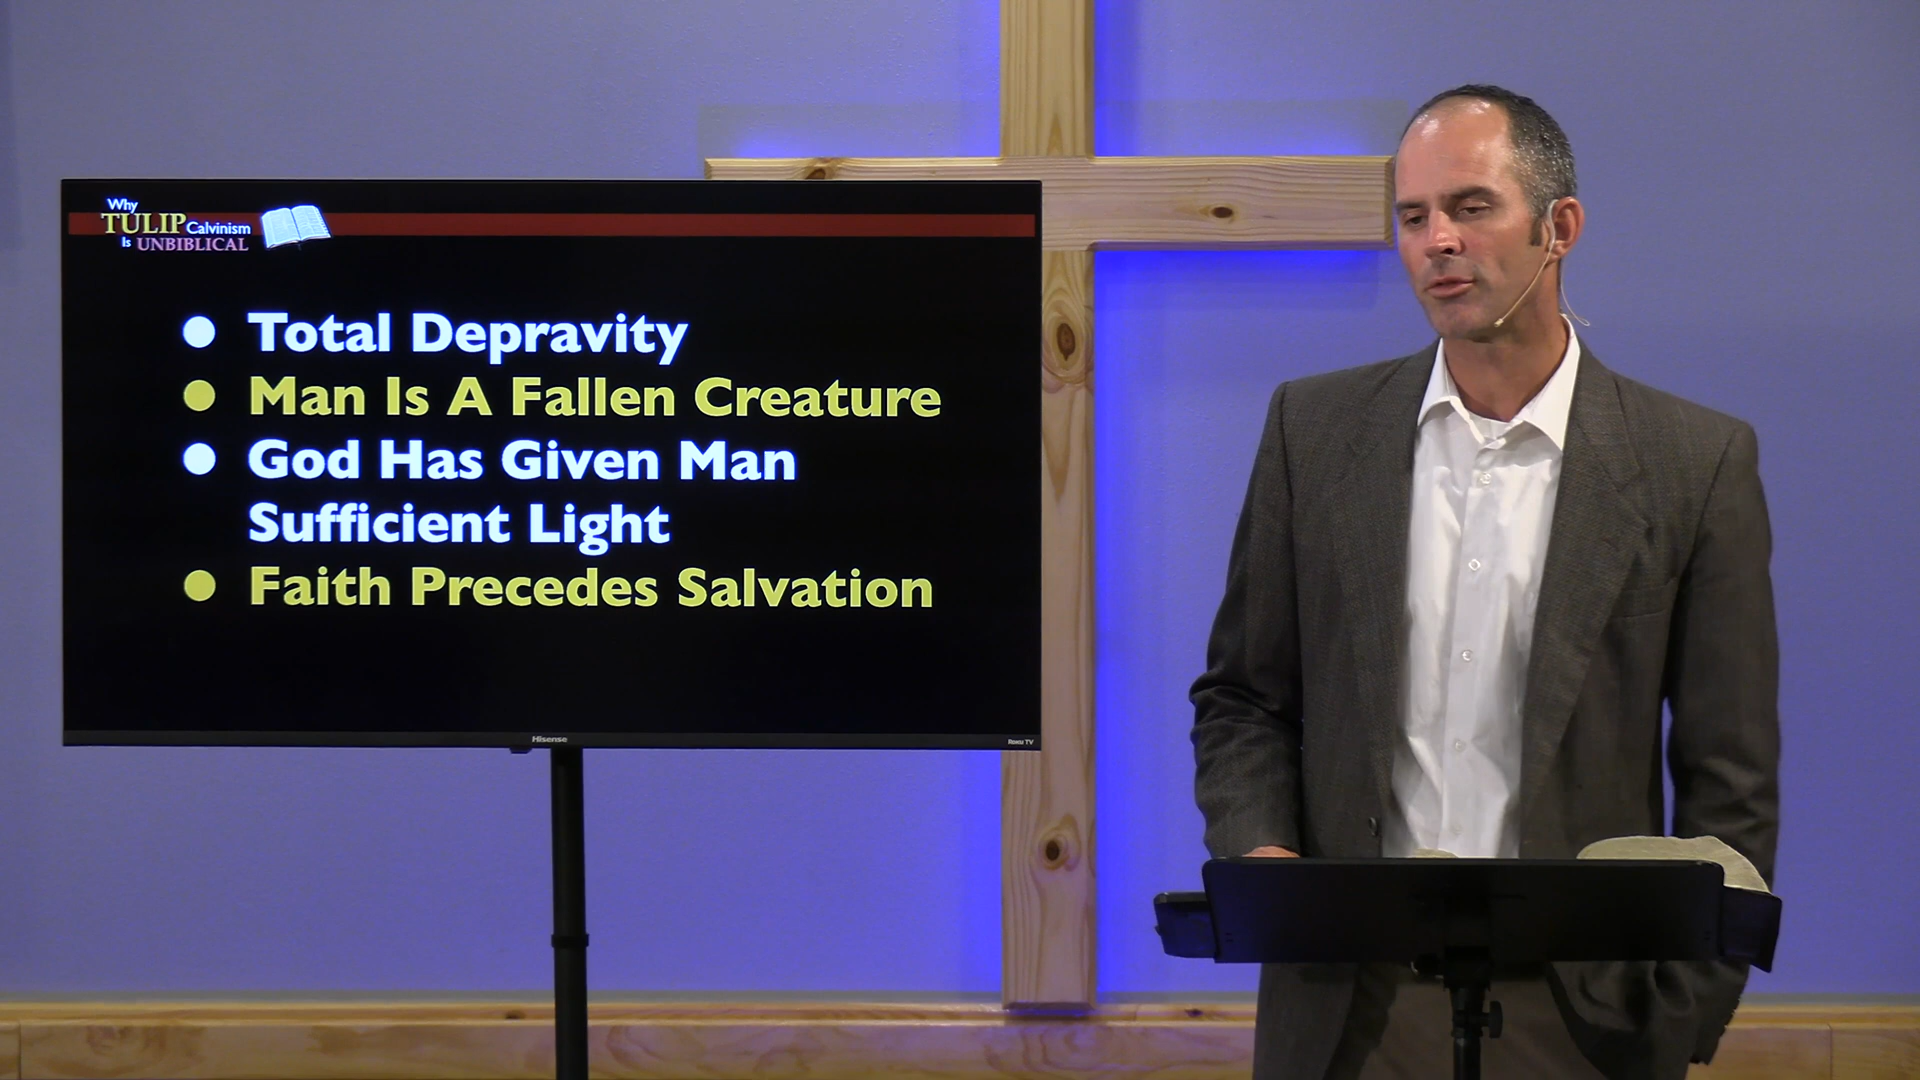 Why
TULIP Calvinism
Is UNBIBLICAL
● Total Depravity
● Man Is A Fallen Creature
● God Has Given Man
Sufficient Light
● Faith Precedes Salvation
Hisense
Roku TV